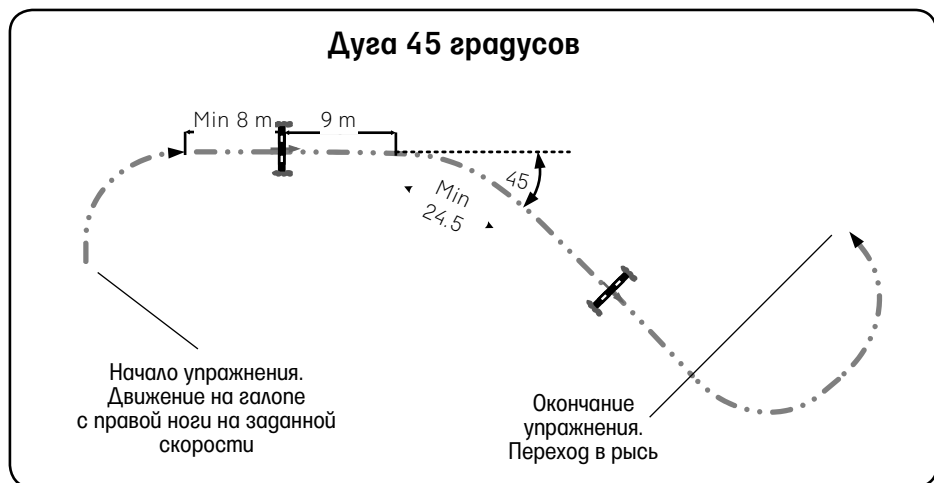 Дуга 45 градусов
Min 8 m
9 m
45
Min
24.5
Начало упражнения.
Движение на галопе
с правой ноги на заданной
скорости
Окончание
упражнения.
Переход в рысь